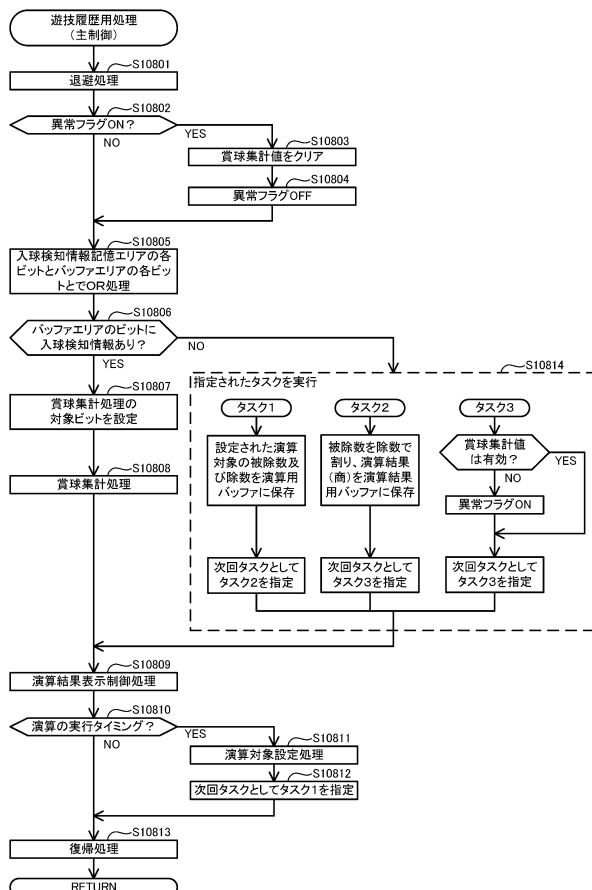 遊技履歴用処理
(主制御)
S10801
退避処理
S10802
異常フラグON?
YES
NO
S10803
賞球集計値をクリア
S10804
異常フラグOFF
S10805
入球検知情報記憶エリアの各
ビットとバッファエリアの各ビッ
トとでOR処理
S10806
バッファエリアのビットに
入球検知情報あり?
NO
YES
S10807
賞球集計処理の
対象ビットを設定
S10808
賞球集計処理
S10814
指定されたタスクを実行
タスク1
設定された演算
対象の被除数及
び除数を演算用
バッファに保存
次回タスクとして
タスク2を指定
タスク2
被除数を除数で
割り、演算結果
(商)を演算結果
用バッファに保存
次回タスクとして
タスク3を指定
タスク3
賞球集計値
は有効?
YES
NO
異常フラグON
次回タスクとして
タスク3を指定
S10809
演算結果表示制御処理
S10810
演算の実行タイミング?
YES
NO
S10811
演算対象設定処理
S10812
次回タスクとしてタスク1を指定
S10813
復帰処理
RETURN